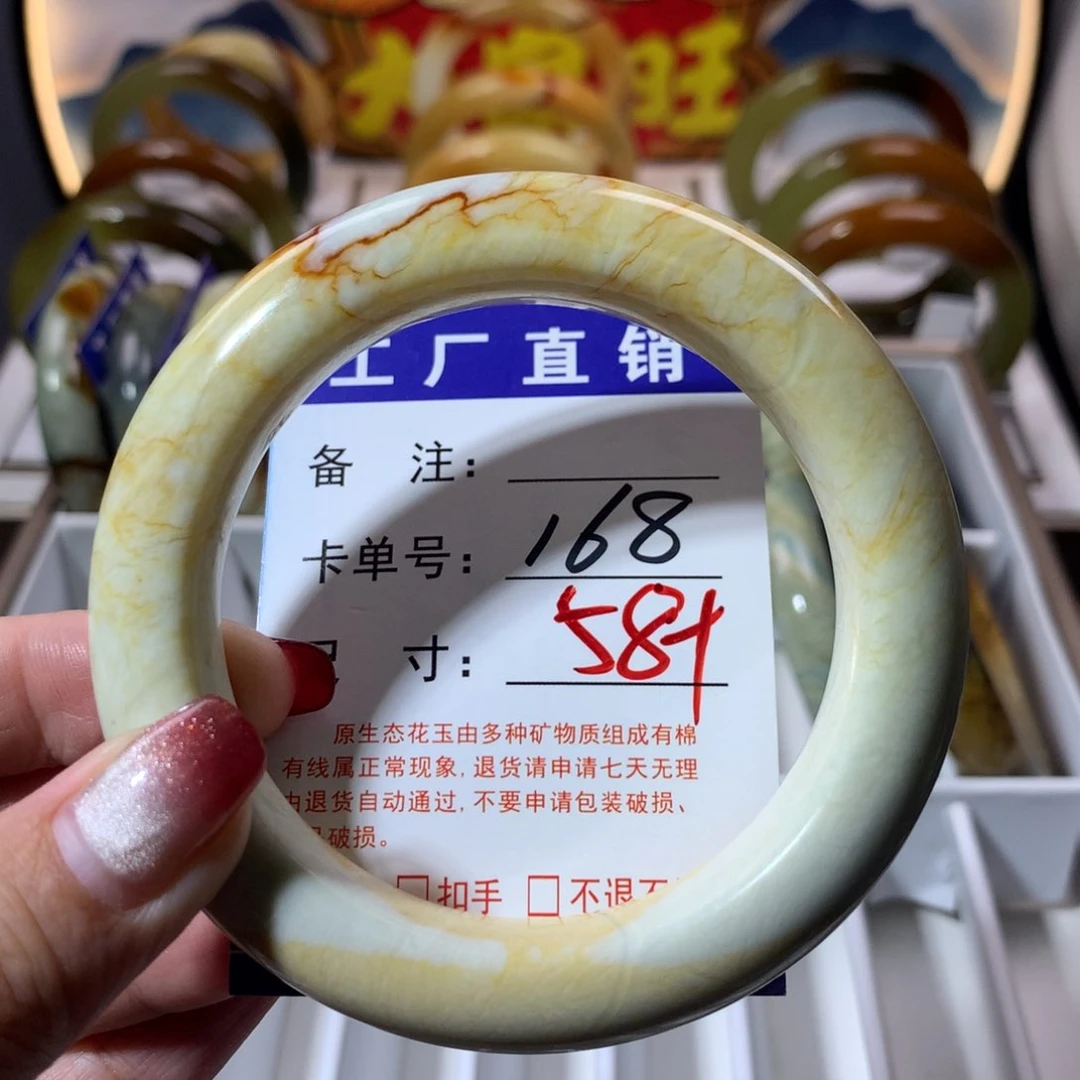 旺
工厂直销
备 注:
卡单号: 168
尺 寸: 584
原生态花玉由多种矿物质组成有棉
有线属正常现象,退货请申请七天无理
由退货自动通过,不要申请包装破损、
破损。
□扣手 □不退不